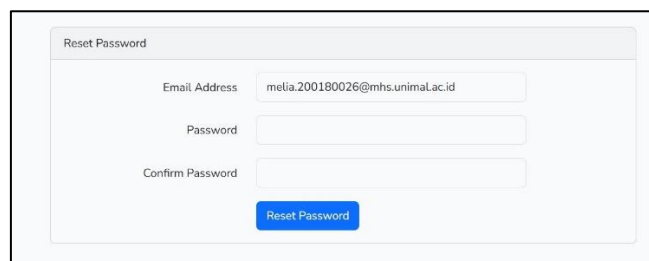 Reset Password
Email Address melia.200180026@mhs.unimal.ac.id
Password
Confirm Password
Reset Password